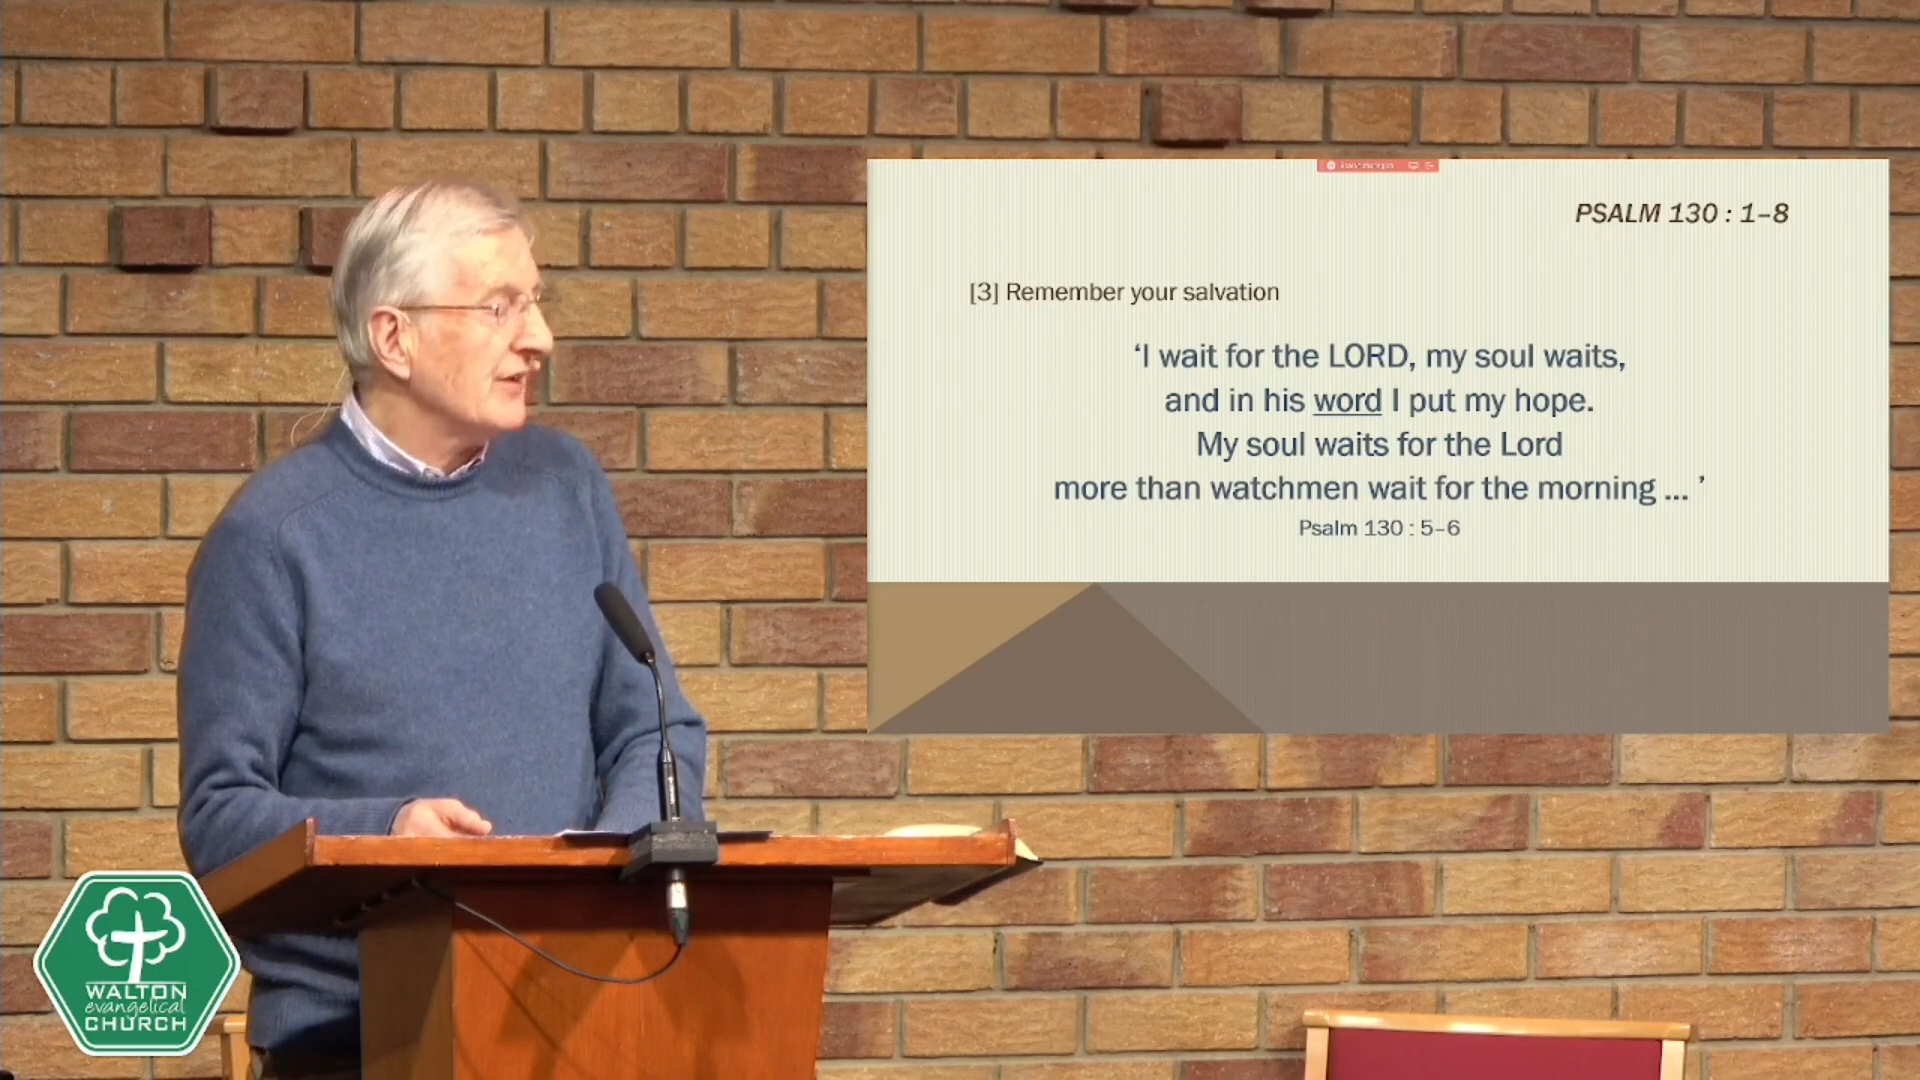 PSALM 130 : 1–8
[3] Remember your salvation
‘I wait for the LORD, my soul waits,
and in his word I put my hope.
My soul waits for the Lord
more than watchmen wait for the morning ... ’
Psalm 130 : 5–6
WALTON
evangelical
CHURCH